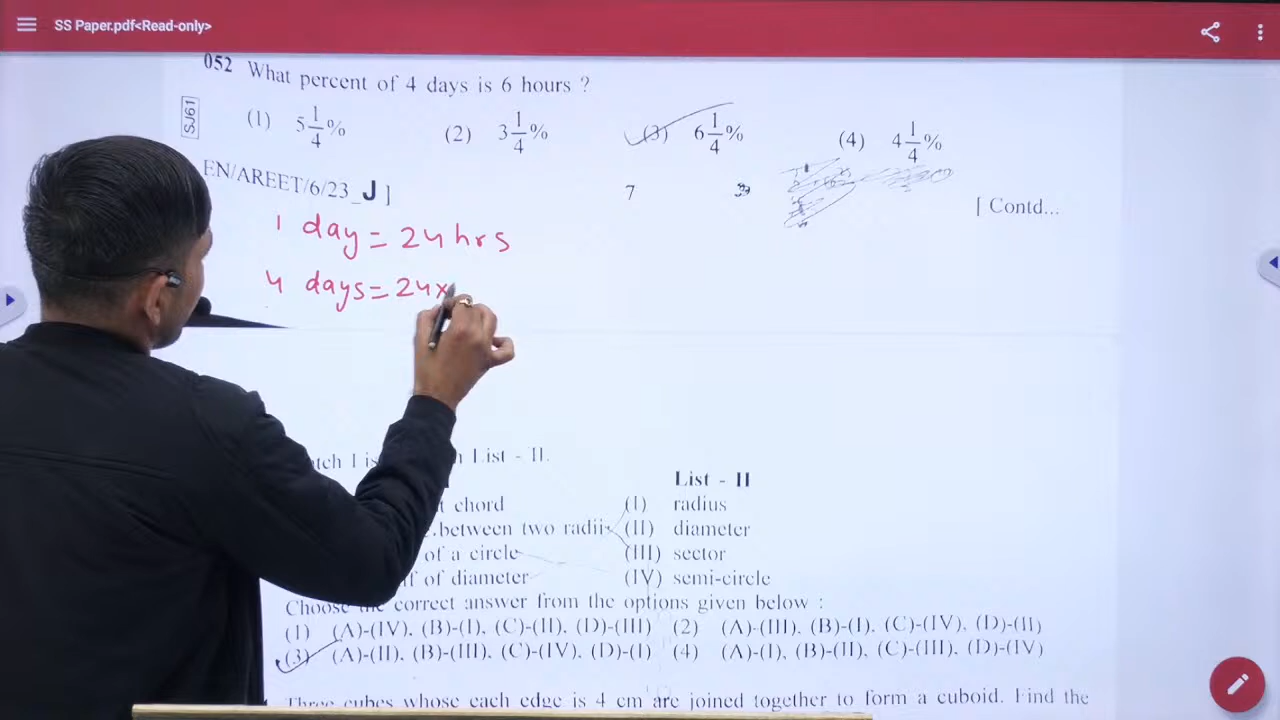 SS Paper.pdf<Read-only>
052 What percent of 4 days is 6 hours ?
SJ61
(1) 5 1/4 % (2) 3 1/4 % (3) 6 1/4 % (4) 4 1/4 %
EN/AREET/6/23_J ] 7 [ Contd...
1 day = 24 hrs
4 days = 24x
List - II.
List - II
chord (I) radius
between two radii (II) diameter
of a circle (III) sector
of diameter (IV) semi-circle
Choose the correct answer from the options given below :
(1) (A)-(IV), (B)-(I), (C)-(II), (D)-(III) (2) (A)-(III), (B)-(I), (C)-(IV), (D)-(II)
(3) (A)-(II), (B)-(III), (C)-(IV), (D)-(I) (4) (A)-(I), (B)-(II), (C)-(III), (D)-(IV)
Three cubes whose each edge is 4 cm are joined together to form a cuboid. Find the